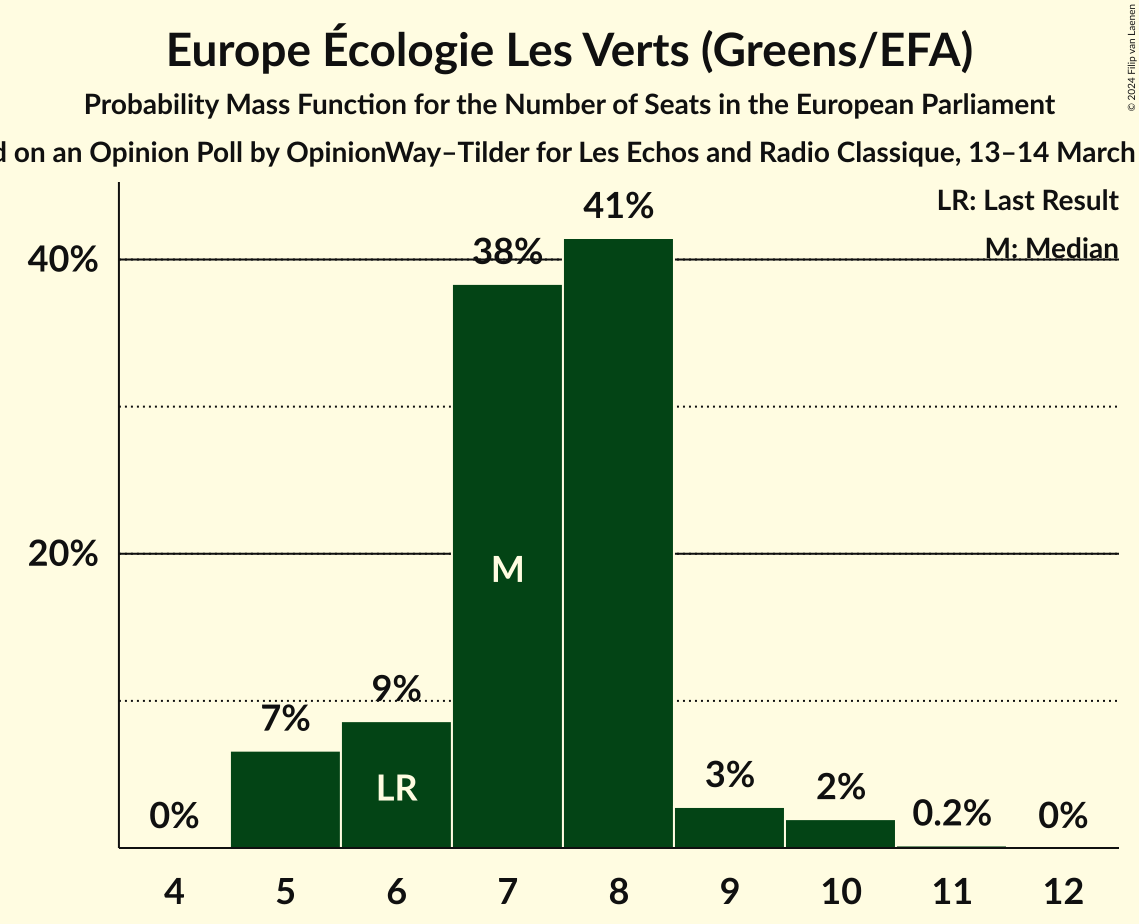 Europe Écologie Les Verts (Greens/EFA)
Probability Mass Function for the Number of Seats in the European Parliament
on an Opinion Poll by OpinionWay–Tilder for Les Echos and Radio Classique, 13–14 March
© 2024 Filip van Laenen
LR: Last Result
M: Median
41%
38%
40%
20%
M
9%
7%
LR
3%
2%
0%
0.2%
0%
4 5 6 7 8 9 10 11 12